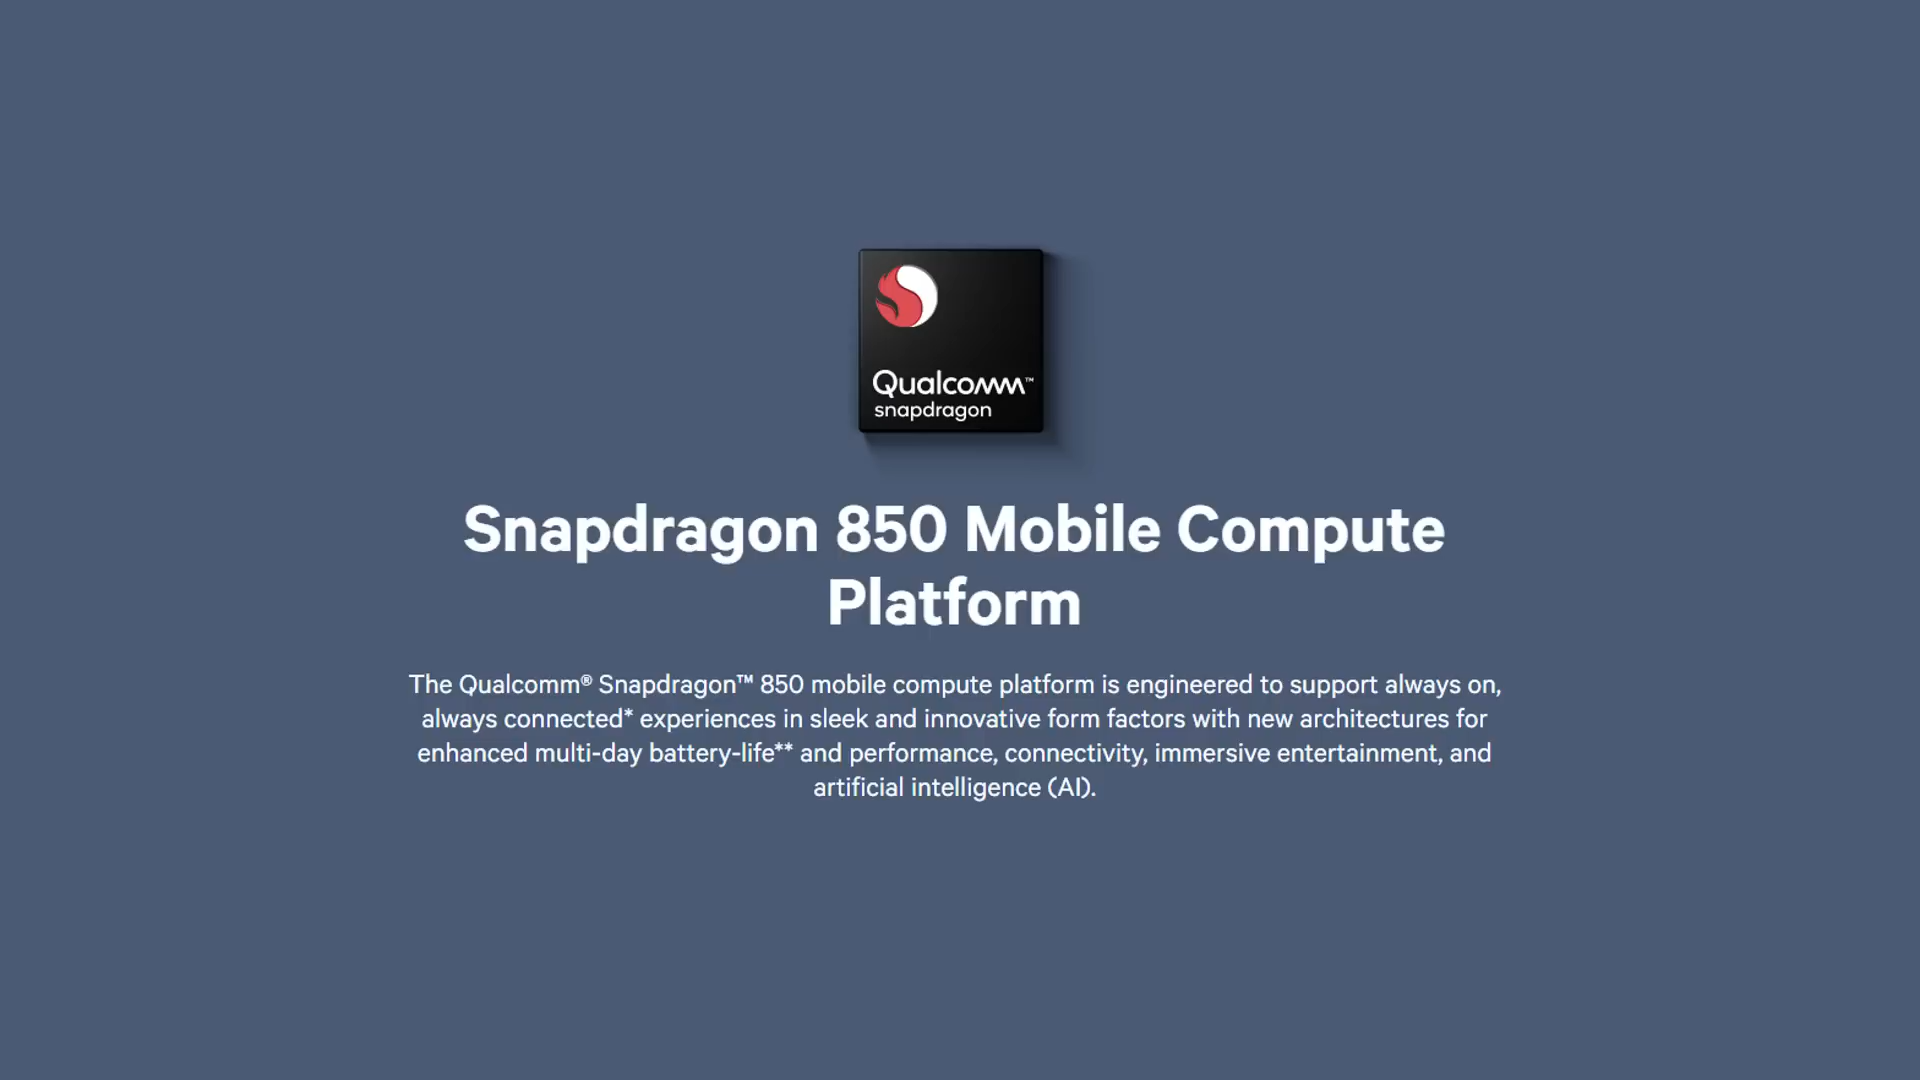 Qualcomm™
snapdragon
Snapdragon 850 Mobile Compute
Platform
The Qualcomm® Snapdragon™ 850 mobile compute platform is engineered to support always on,
always connected* experiences in sleek and innovative form factors with new architectures for
enhanced multi-day battery-life** and performance, connectivity, immersive entertainment, and
artificial intelligence (AI).